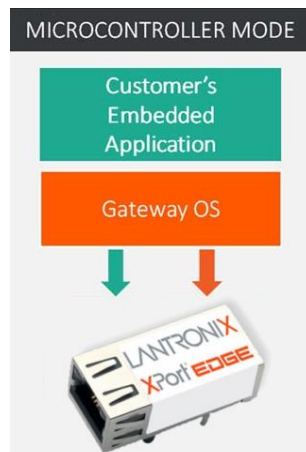 MICROCONTROLLER MODE
Customer's
Embedded
Application
Gateway OS
LANTRONIX
XPort® EDGE